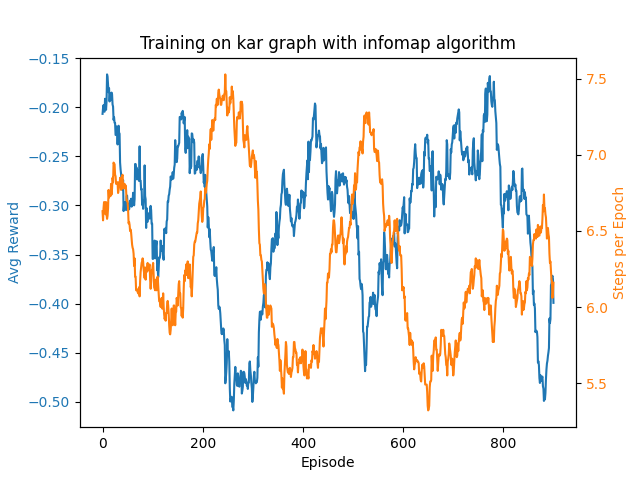 Training on kar graph with infomap algorithm
−0.15
−0.20
−0.25
−0.30
−0.35
−0.40
−0.45
−0.50
Avg Reward
7.5
7.0
6.5
6.0
5.5
Steps per Epoch
0 200 400 600 800
Episode